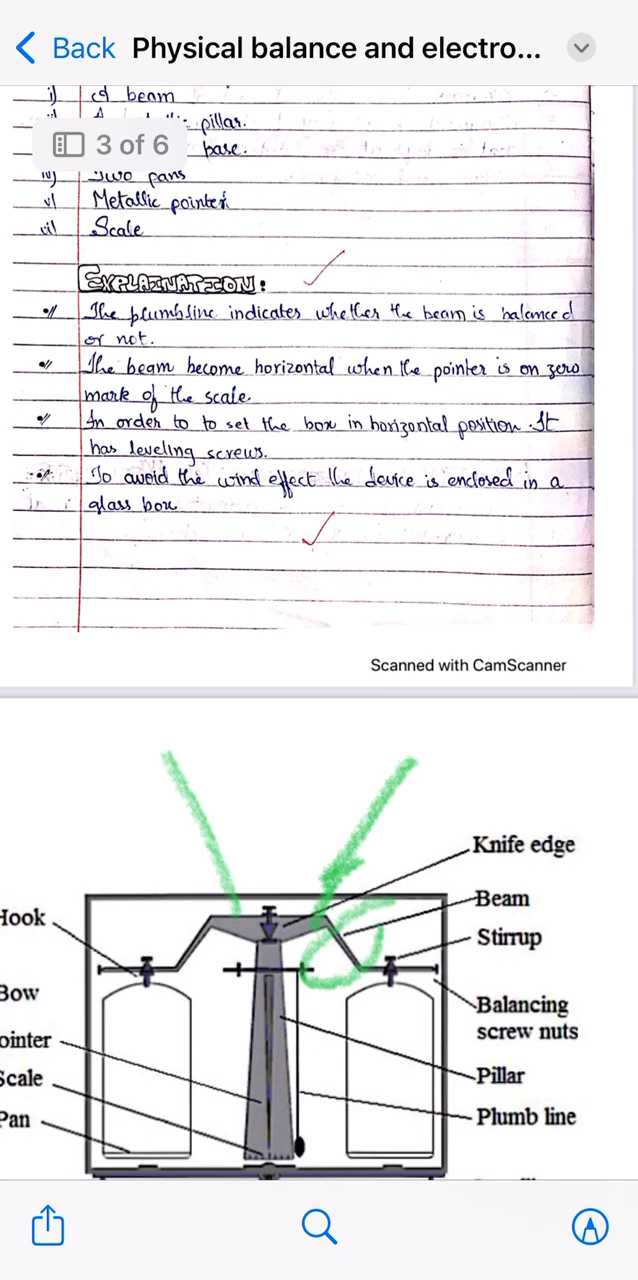 Back Physical balance and electro...
i) A beam
pillar.
3 of 6
base.
iv) Two pans
v) Metallic pointer
vi) Scale
EXPLAINATION:
The plumbline indicates whether the beam is balanced
or not.
The beam become horizontal when the pointer is on zero
mark of the scale.
In order to to set the box in horizontal position. It
has leveling screws.
To avoid the wind effect the device is enclosed in a
glass box
Scanned with CamScanner
Knife edge
Beam
Hook
Stirrup
Bow
Balancing
screw nuts
ointer
Pillar
Scale
Plumb line
Pan